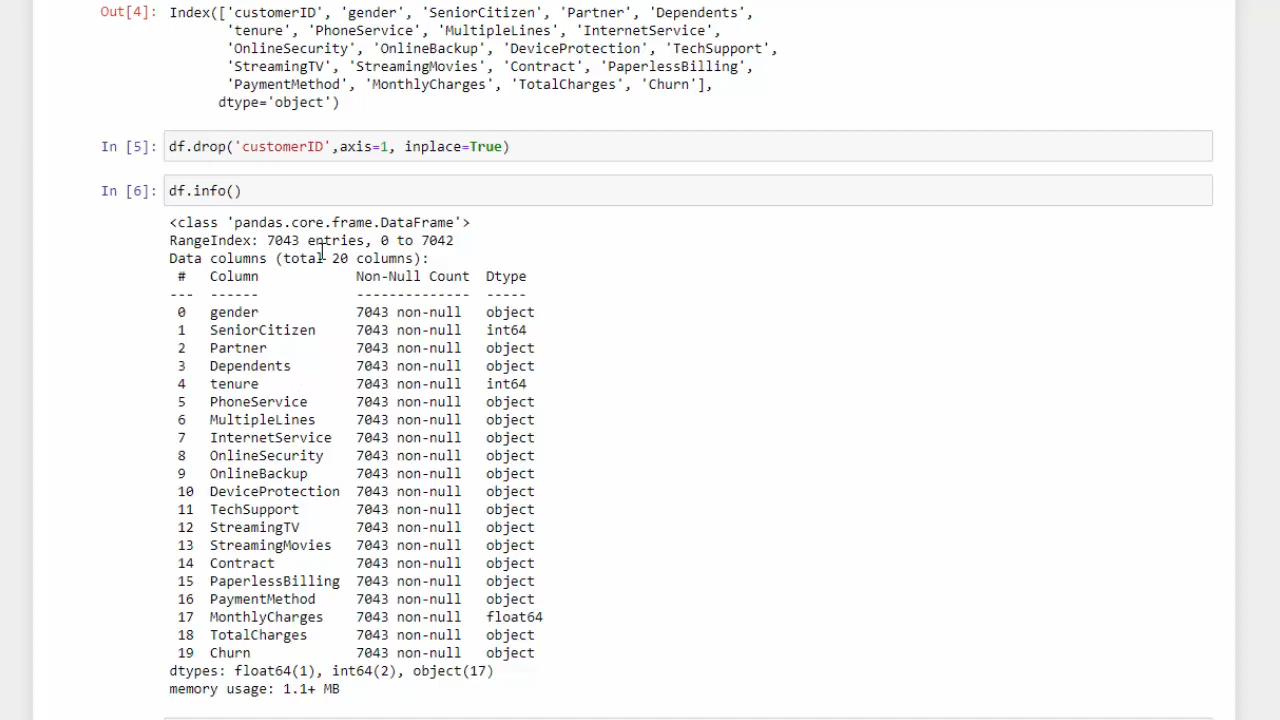 Out[4]: Index(['customerID', 'gender', 'SeniorCitizen', 'Partner', 'Dependents',
'tenure', 'PhoneService', 'MultipleLines', 'InternetService',
'OnlineSecurity', 'OnlineBackup', 'DeviceProtection', 'TechSupport',
'StreamingTV', 'StreamingMovies', 'Contract', 'PaperlessBilling',
'PaymentMethod', 'MonthlyCharges', 'TotalCharges', 'Churn'],
dtype='object')
In [5]: df.drop('customerID',axis=1, inplace=True)
In [6]: df.info()
<class 'pandas.core.frame.DataFrame'>
RangeIndex: 7043 entries, 0 to 7042
Data columns (total 20 columns):
# Column Non-Null Count Dtype
--- ------ -------------- -----
0 gender 7043 non-null object
1 SeniorCitizen 7043 non-null int64
2 Partner 7043 non-null object
3 Dependents 7043 non-null object
4 tenure 7043 non-null int64
5 PhoneService 7043 non-null object
6 MultipleLines 7043 non-null object
7 InternetService 7043 non-null object
8 OnlineSecurity 7043 non-null object
9 OnlineBackup 7043 non-null object
10 DeviceProtection 7043 non-null object
11 TechSupport 7043 non-null object
12 StreamingTV 7043 non-null object
13 StreamingMovies 7043 non-null object
14 Contract 7043 non-null object
15 PaperlessBilling 7043 non-null object
16 PaymentMethod 7043 non-null object
17 MonthlyCharges 7043 non-null float64
18 TotalCharges 7043 non-null object
19 Churn 7043 non-null object
dtypes: float64(1), int64(2), object(17)
memory usage: 1.1+ MB